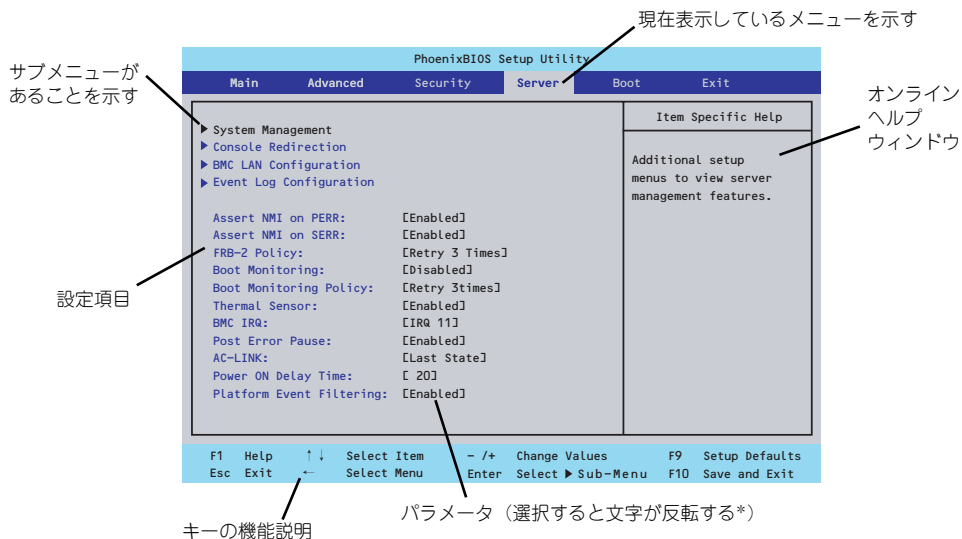 現在表示しているメニューを示す
サブメニューが
あることを示す
PhoenixBIOS Setup Utility
Main Advanced Security Server Boot Exit
オンライン
ヘルプ
ウィンドウ
Item Specific Help
▶ System Management
▶ Console Redirection
▶ BMC LAN Configuration
▶ Event Log Configuration
Additional setup
menus to view server
management features.
Assert NMI on PERR: [Enabled]
Assert NMI on SERR: [Enabled]
FRB-2 Policy: [Retry 3 Times]
Boot Monitoring: [Disabled]
Boot Monitoring Policy: [Retry 3times]
Thermal Sensor: [Enabled]
BMC IRQ: [IRQ 11]
Post Error Pause: [Enabled]
AC-LINK: [Last State]
Power ON Delay Time: [ 20]
Platform Event Filtering: [Enabled]
設定項目
F1 Help ↑↓ Select Item - /+ Change Values F9 Setup Defaults
Esc Exit ← Select Menu Enter Select ▶ Sub-Menu F10 Save and Exit
パラメータ（選択すると文字が反転する*）
キーの機能説明